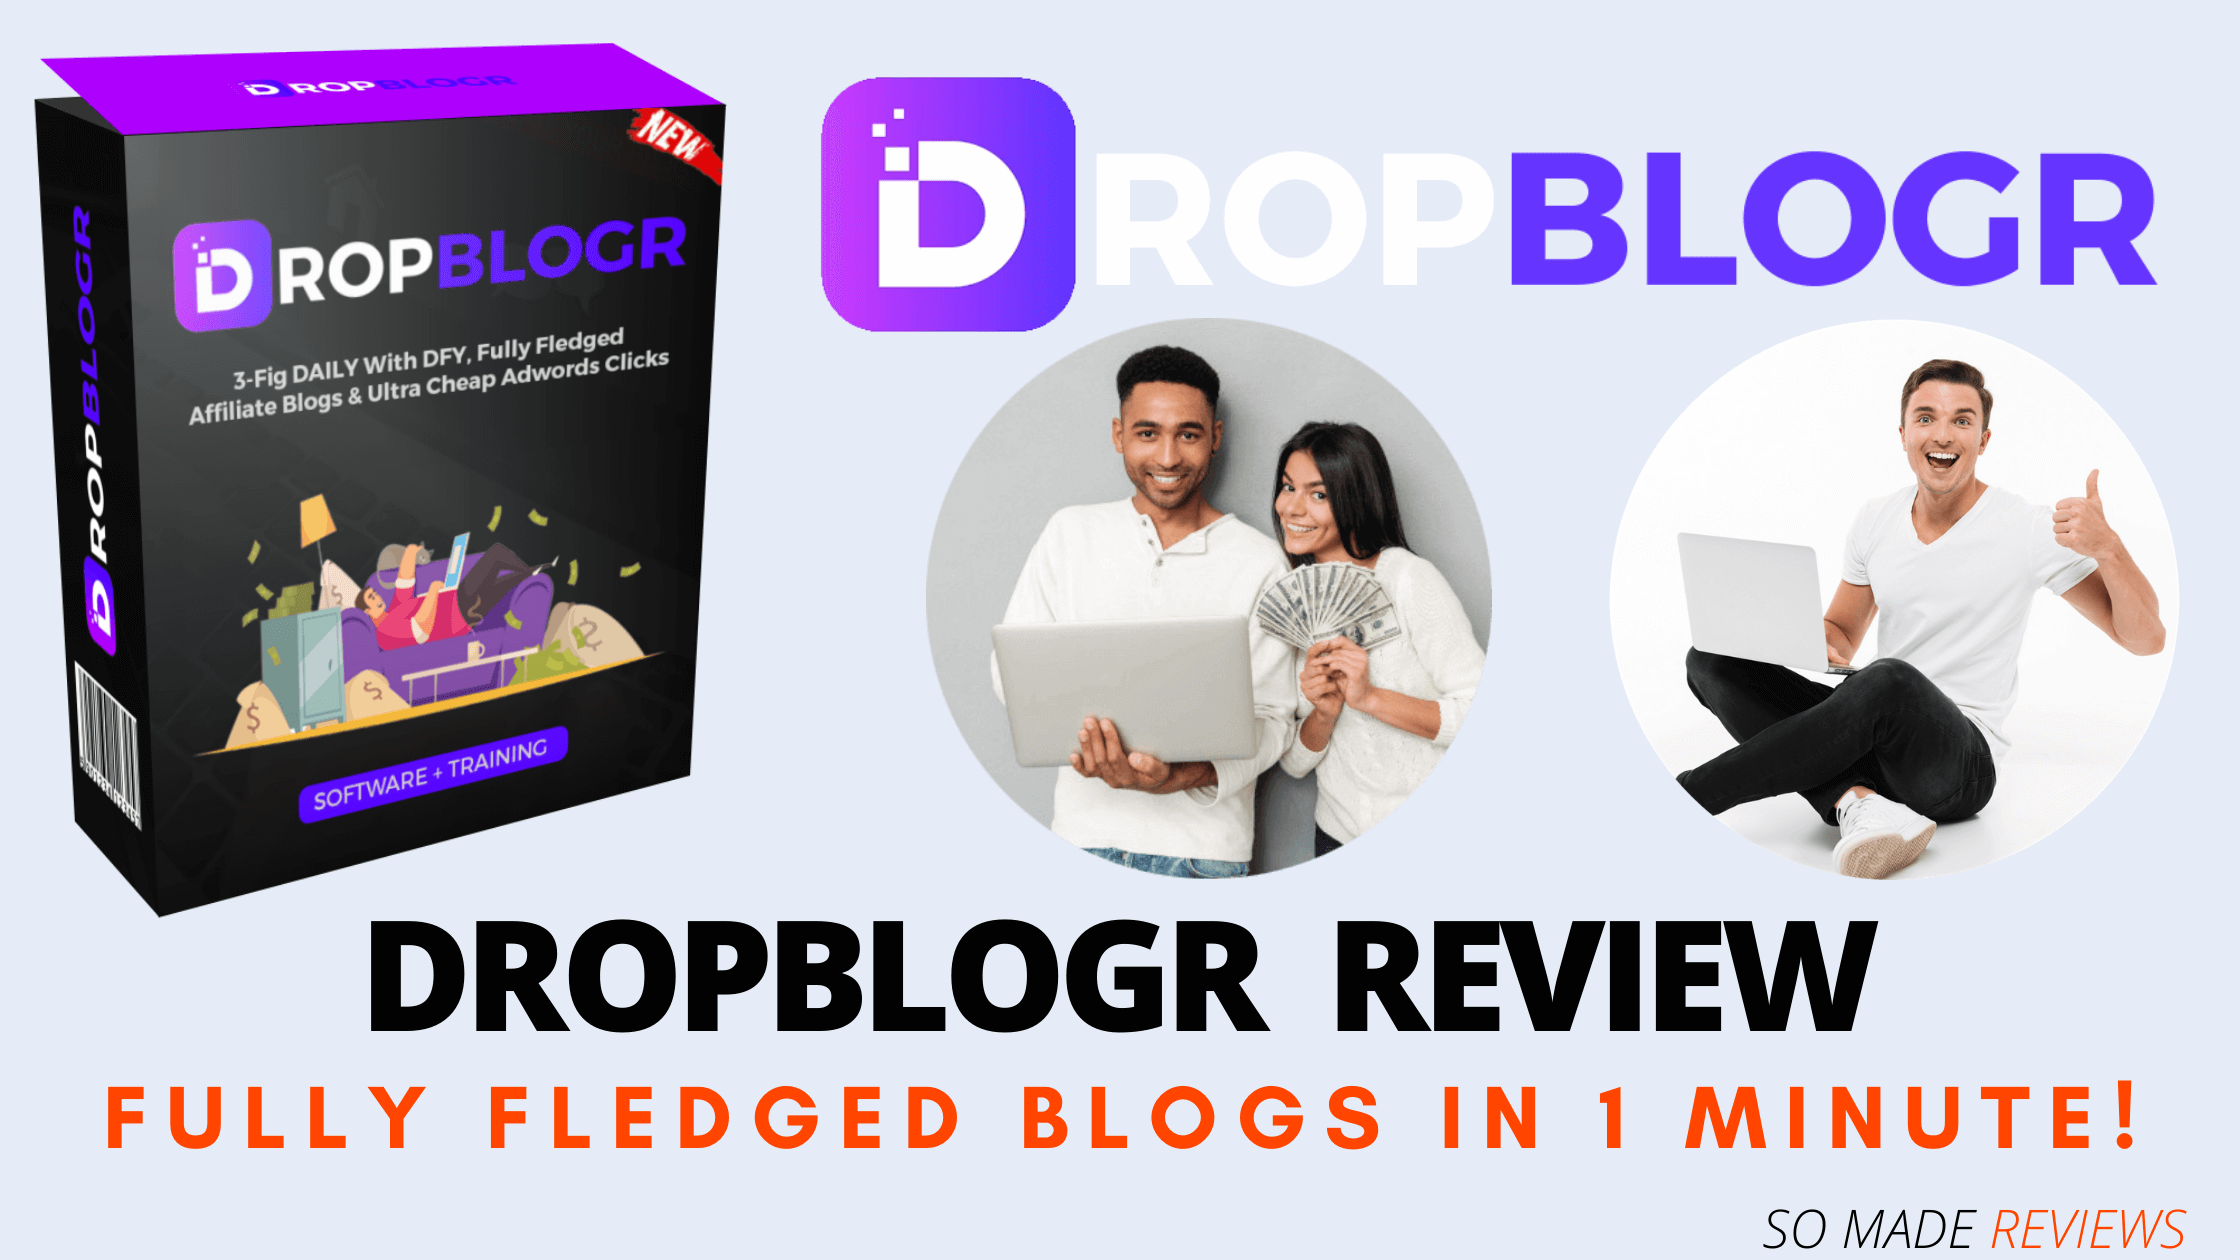 DROPBLOGR
NEW
DROPBLOGR
3-Fig DAILY With DFY, Fully Fledged
Affiliate Blogs & Ultra Cheap Adwords Clicks
SOFTWARE + TRAINING
DROPBLOGR
DROPBLOGR
DROPBLOGR REVIEW
FULLY FLEDGED BLOGS IN 1 MINUTE!
SO MADE REVIEWS